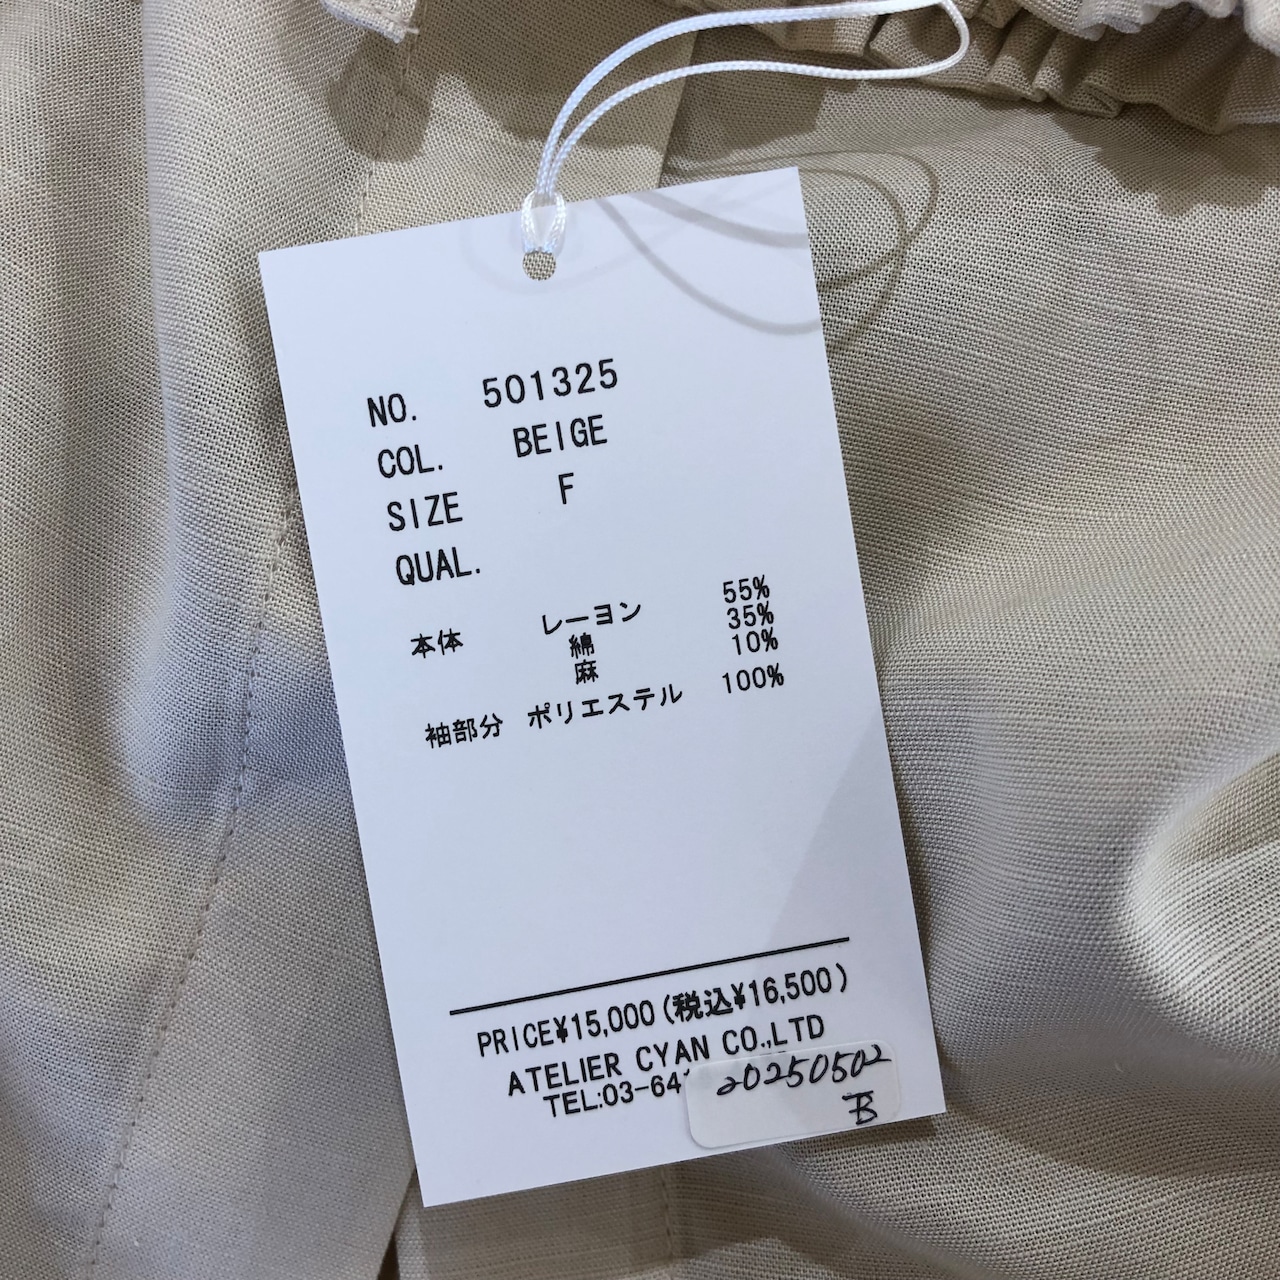 NO. 501325
COL. BEIGE
SIZE F
QUAL.
本体 レーヨン 55%
綿 35%
麻 10%
袖部分 ポリエステル 100%
PRICE¥15,000(税込¥16,500)
ATELIER CYAN CO.,LTD
TEL:03-64
20250502
B